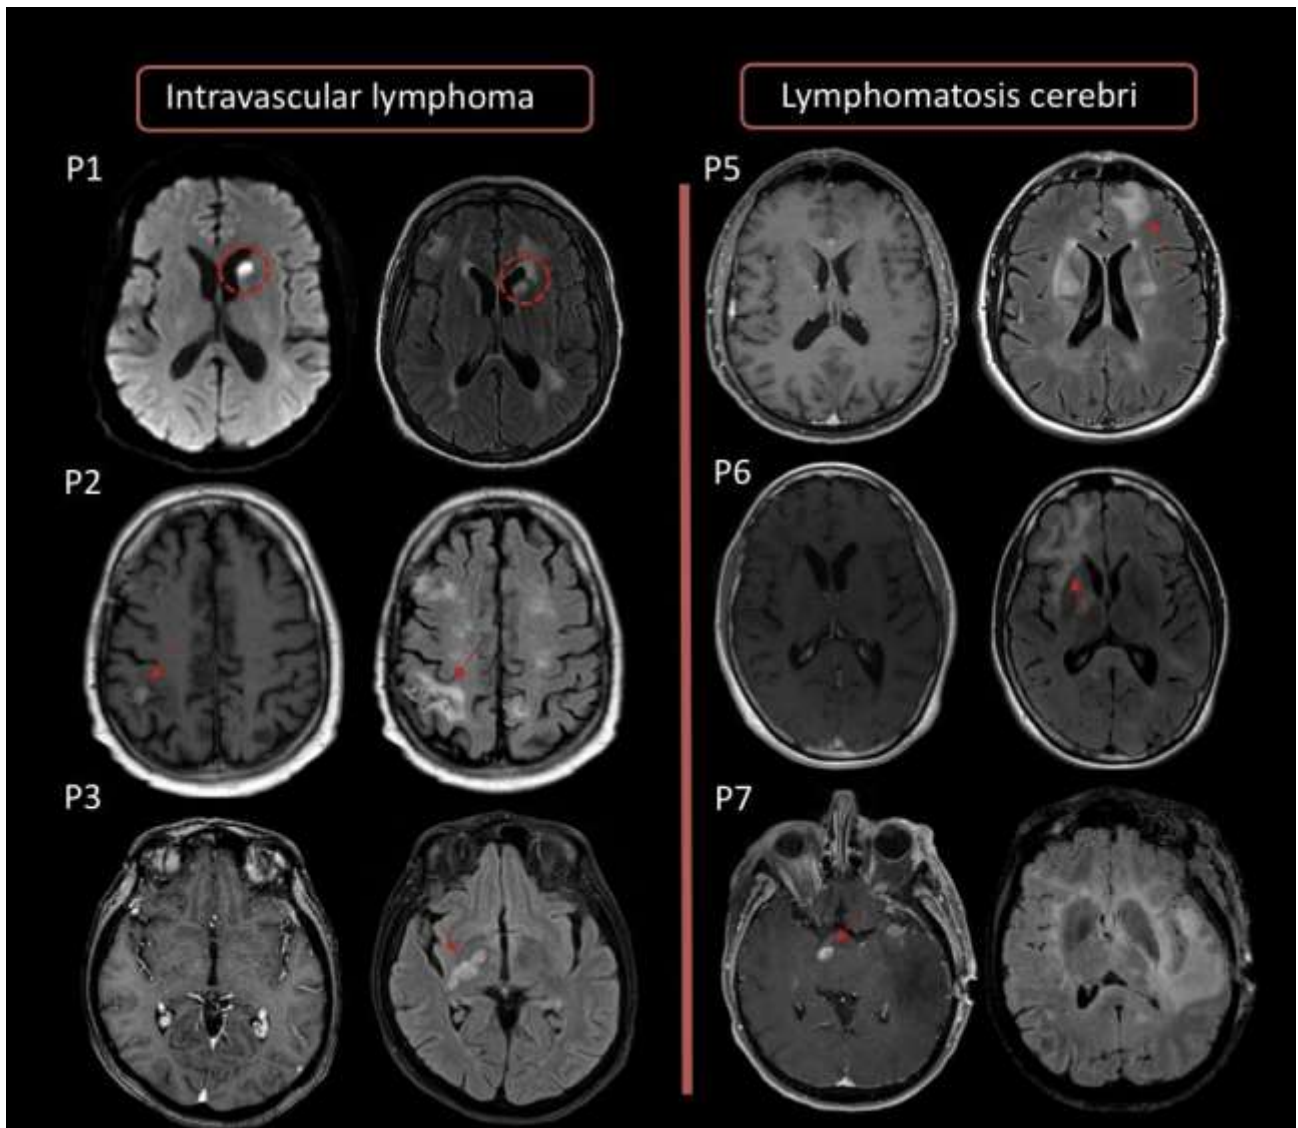 Intravascular lymphoma
Lymphomatosis cerebri
P1
P5
P2
P6
P3
P7